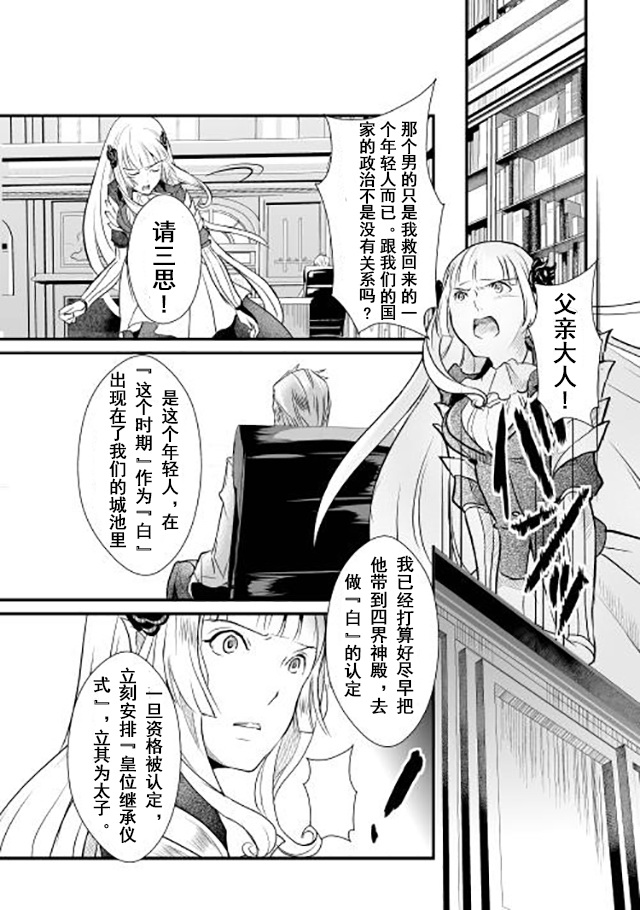 父亲大人！
那个男的只是我救回来的一
个年轻人而已。跟我们的国
家的政治不是没有关系吗？
请三思！
是这个年轻人，在
『这个时期』作为『白』
出现在了我们的城池里
我已经打算好尽早把
他带到四界神殿，去
做『白』的认定
一旦资格被认定，
立刻安排『皇位继承仪
式』，立其为太子。